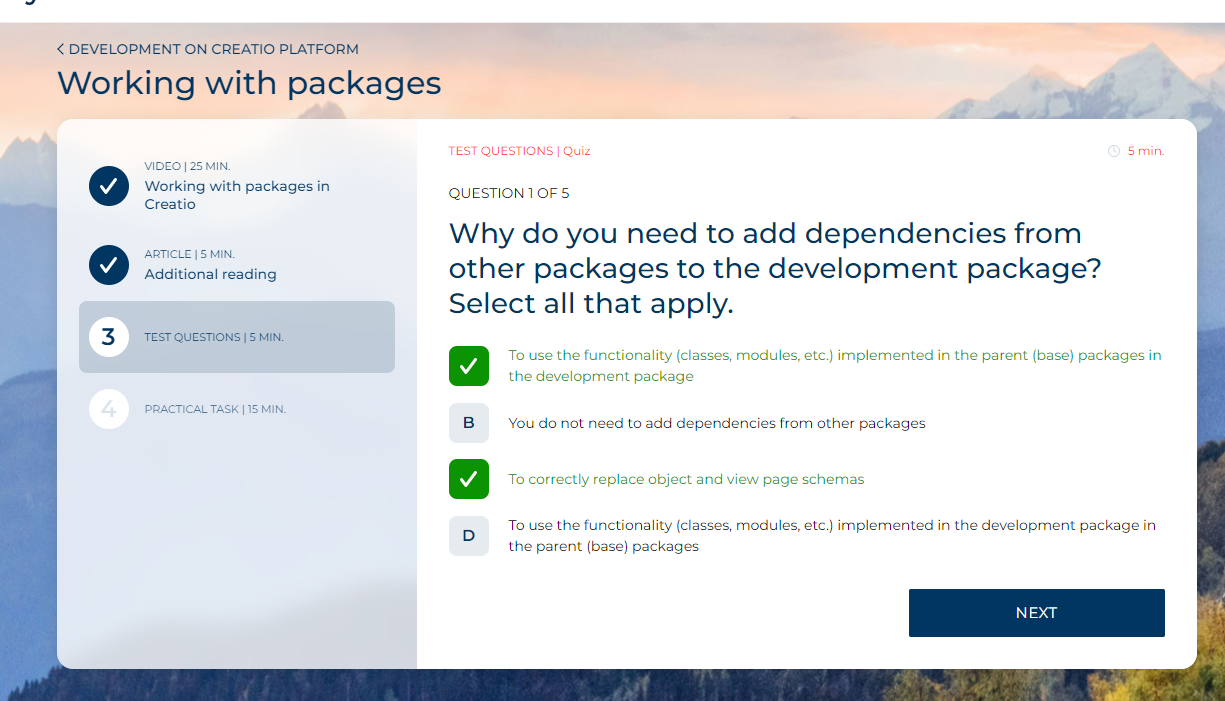 DEVELOPMENT ON CREATIO PLATFORM
Working with packages
VIDEO | 25 MIN.
Working with packages in
Creatio
ARTICLE | 5 MIN.
Additional reading
3
TEST QUESTIONS | 5 MIN.
4
PRACTICAL TASK | 15 MIN.
TEST QUESTIONS | Quiz
5 min.
QUESTION 1 OF 5
Why do you need to add dependencies from
other packages to the development package?
Select all that apply.
To use the functionality (classes, modules, etc.) implemented in the parent (base) packages in
the development package
B
You do not need to add dependencies from other packages
To correctly replace object and view page schemas
D
To use the functionality (classes, modules, etc.) implemented in the development package in
the parent (base) packages
NEXT